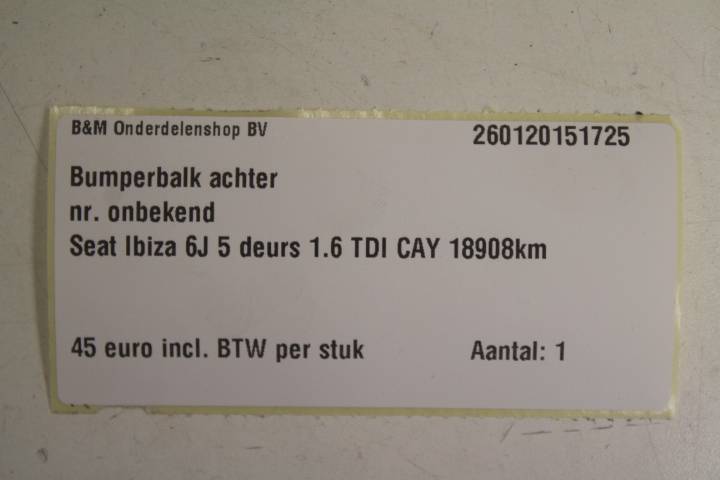 B&M Onderdelenshop BV 260120151725
Bumperbalk achter
nr. onbekend
Seat Ibiza 6J 5 deurs 1.6 TDI CAY 18908km
45 euro incl. BTW per stuk Aantal: 1